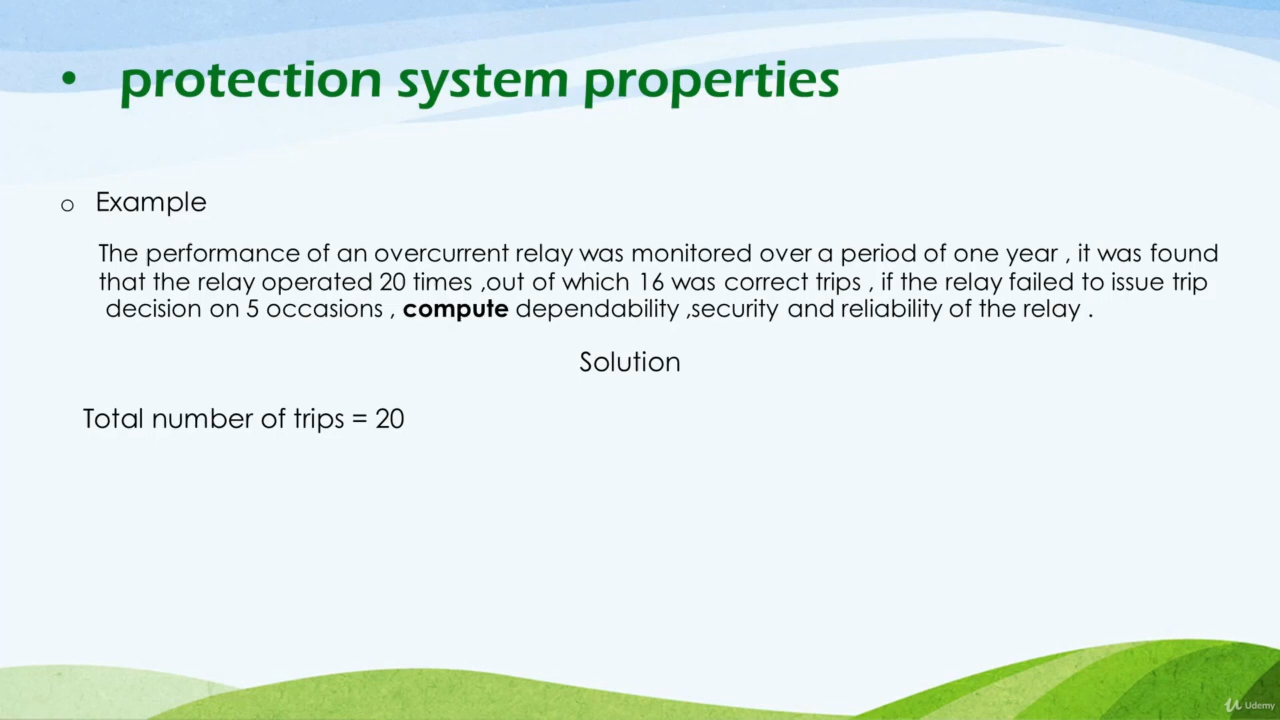 • protection system properties
o Example
The performance of an overcurrent relay was monitored over a period of one year , it was found
that the relay operated 20 times ,out of which 16 was correct trips , if the relay failed to issue trip
decision on 5 occasions , compute dependability ,security and reliability of the relay .
Solution
Total number of trips = 20
Udemy